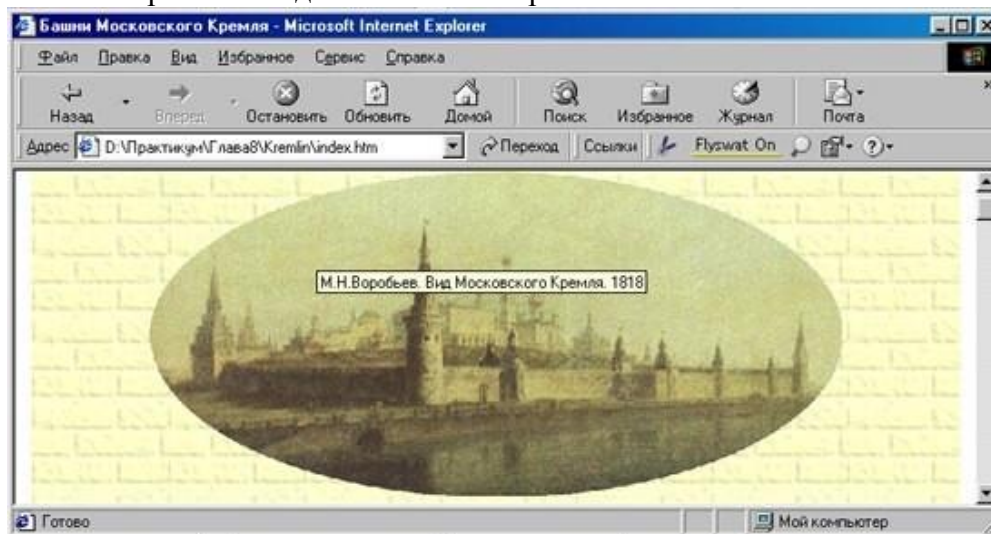 Башни Московского Кремля - Microsoft Internet Explorer
Файл Правка Вид Избранное Сервис Справка
Назад Вперед Остановить Обновить Домой Поиск Избранное Журнал Почта
Адрес D:\Практикум\Глава8\Kremlin\index.htm Переход Ссылки Flyswat On
М.Н.Воробьев. Вид Московского Кремля. 1818
Готово Мой компьютер